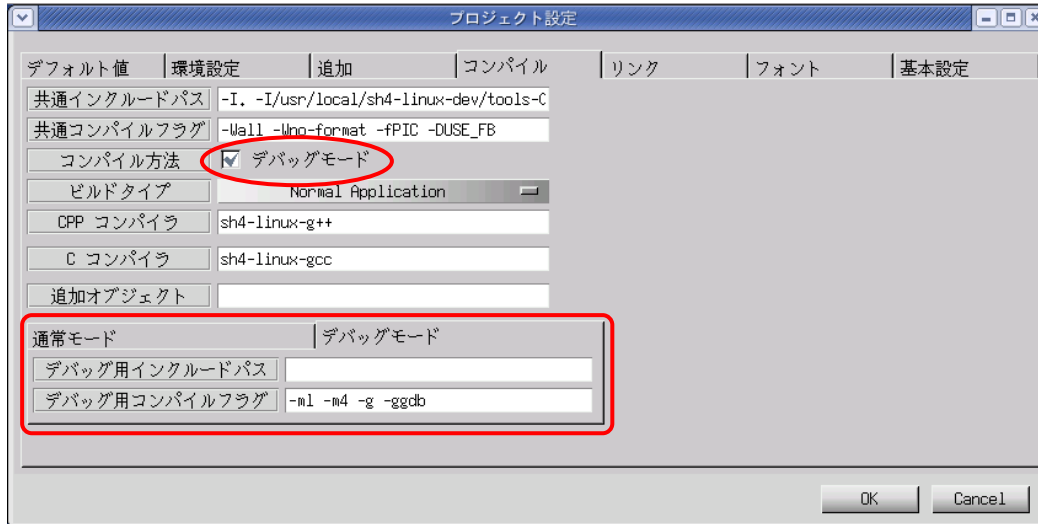 プロジェクト設定
デフォルト値 環境設定 追加 コンパイル リンク フォント 基本設定
共通インクルードパス -I. -I/usr/local/sh4-linux-dev/tools-C
共通コンパイルフラグ -Wall -Wno-format -fPIC -DUSE_FB
コンパイル方法 デバッグモード
ビルドタイプ Normal Application
CPP コンパイラ sh4-linux-g++
C コンパイラ sh4-linux-gcc
追加オブジェクト
通常モード デバッグモード
デバッグ用インクルードパス
デバッグ用コンパイルフラグ -ml -m4 -g -ggdb
OK Cancel